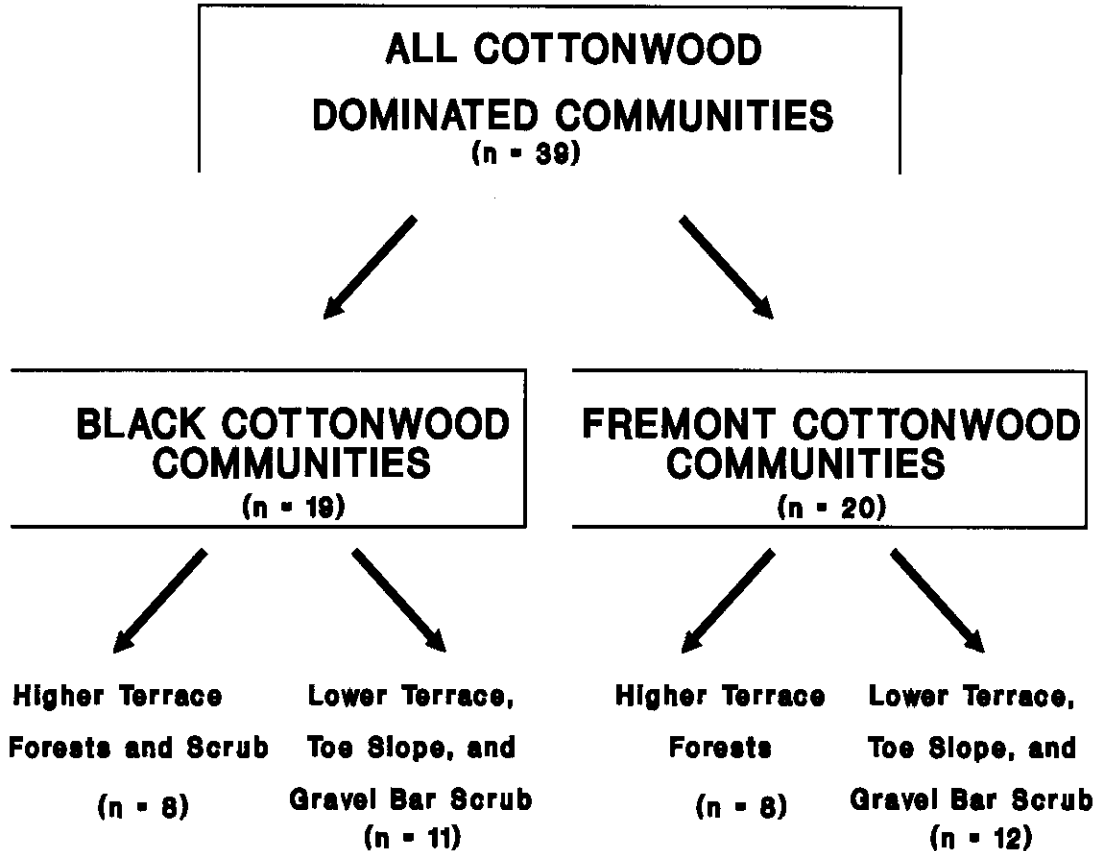 ALL COTTONWOOD
DOMINATED COMMUNITIES
(n = 39)
BLACK COTTONWOOD
COMMUNITIES
(n = 19)
FREMONT COTTONWOOD
COMMUNITIES
(n = 20)
Higher Terrace
Forests and Scrub
(n = 8)
Lower Terrace,
Toe Slope, and
Gravel Bar Scrub
(n = 11)
Higher Terrace
Forests
(n = 8)
Lower Terrace,
Toe Slope, and
Gravel Bar Scrub
(n = 12)